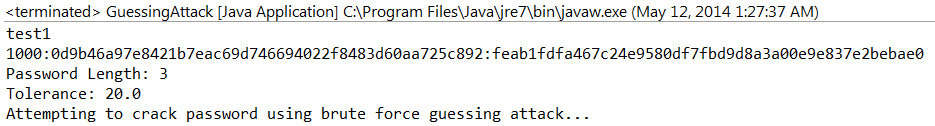 <terminated> GuessingAttack [Java Application] C:\Program Files\Java\jre7\bin\javaw.exe (May 12, 2014 1:27:37 AM)
test1
1000:0d9b46a97e8421b7eac69d746694022f8483d60aa725c892:feab1fdfa467c24e9580df7fbd9d8a3a00e9e837e2bebae0
Password Length: 3
Tolerance: 20.0
Attempting to crack password using brute force guessing attack...